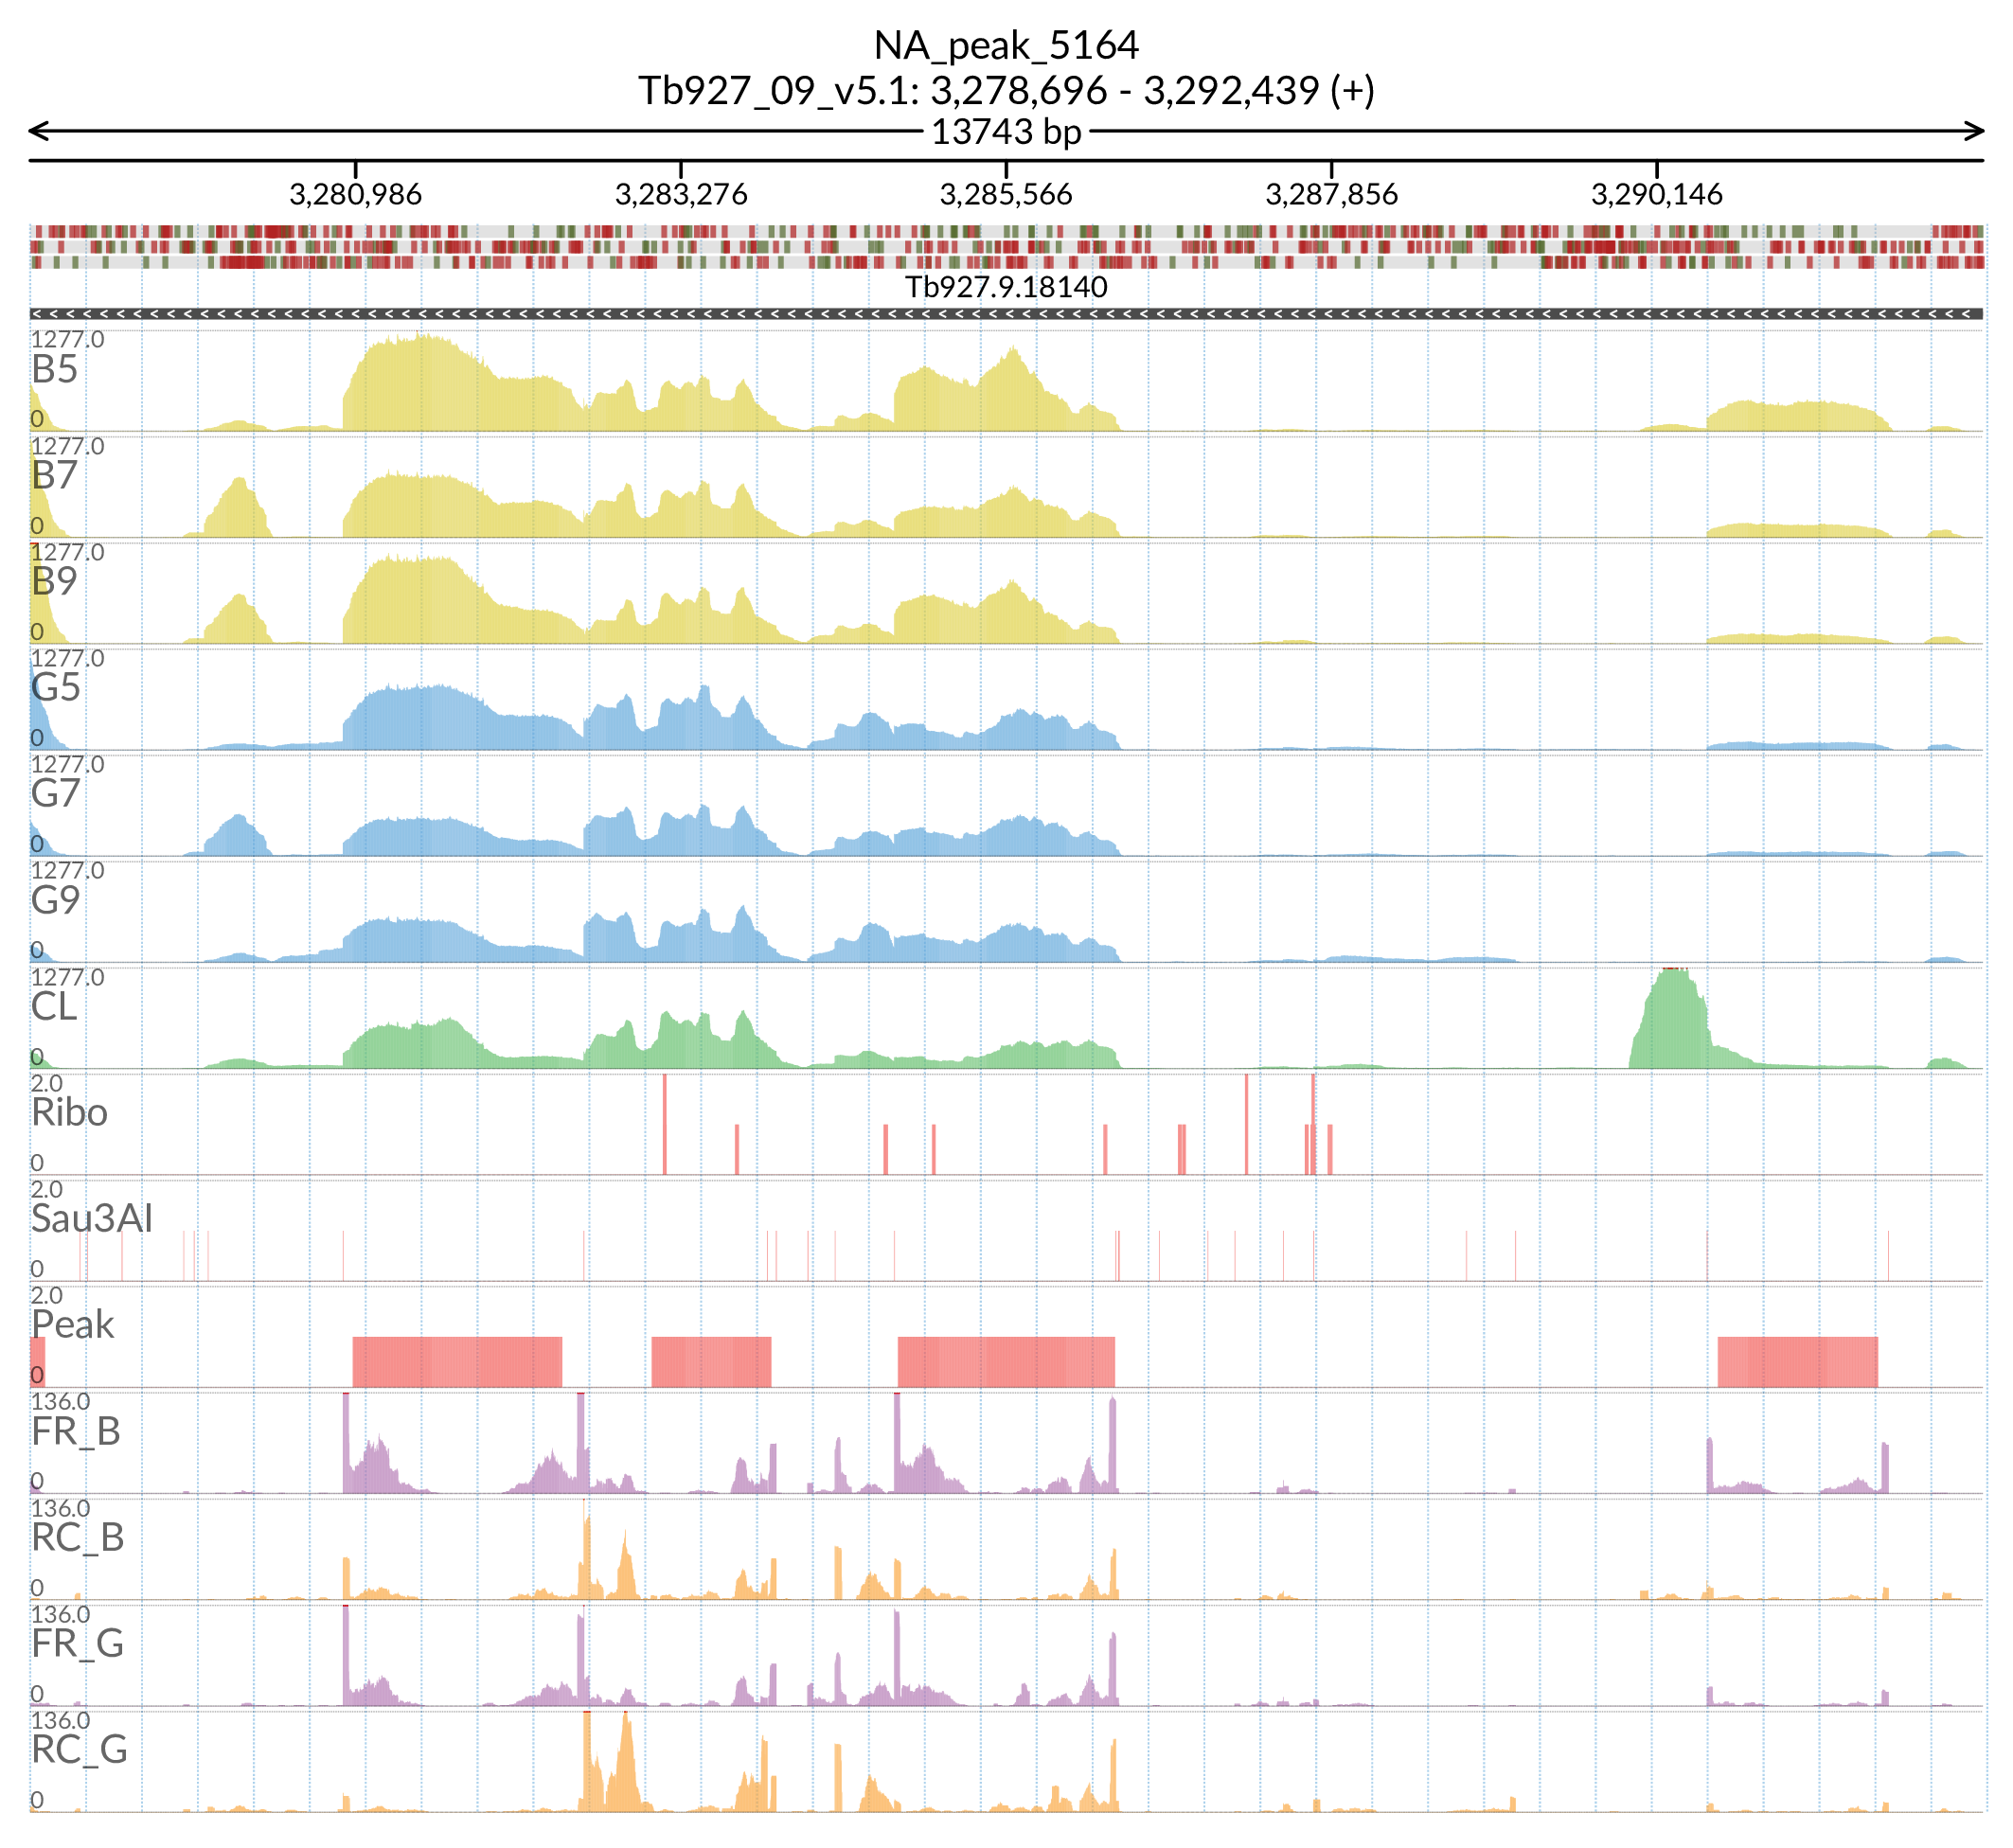 NA_peak_5164
Tb927_09_v5.1: 3,278,696 - 3,292,439 (+)
13743 bp
3,280,986 3,283,276 3,285,566 3,287,856 3,290,146
Tb927.9.18140
1277.0
B5
0
1277.0
B7
0
1277.0
B9
0
1277.0
G5
0
1277.0
G7
0
1277.0
G9
0
1277.0
CL
0
2.0
Ribo
0
2.0
Sau3AI
0
2.0
Peak
0
136.0
FR_B
0
136.0
RC_B
0
136.0
FR_G
0
136.0
RC_G
0